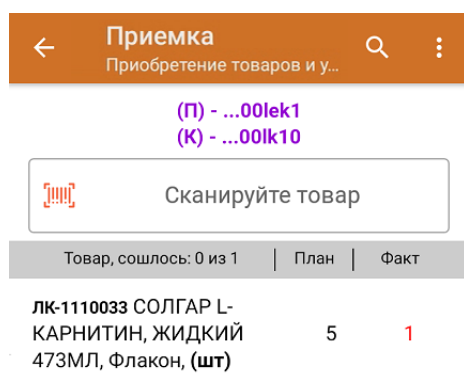 Приемка
Приобретение товаров и у...
(П) - ...00lek1
(К) - ...00lk10
Сканируйте товар
Товар, сошлось: 0 из 1 | План | Факт
ЛК-1110033 СОЛГАР L-
КАРНИТИН, ЖИДКИЙ 5 1
473МЛ, Флакон, (шт)